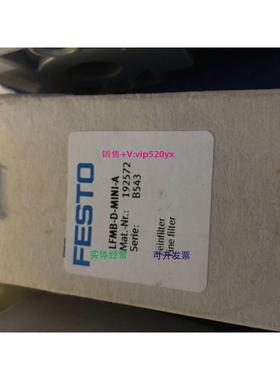 销售+V:vip520yx
FESTO
LFMB-D-MINI-A
Mat.-Nr.: 192572
Serie: B543
Feinfilter
fine filter
实体经营 可开发票